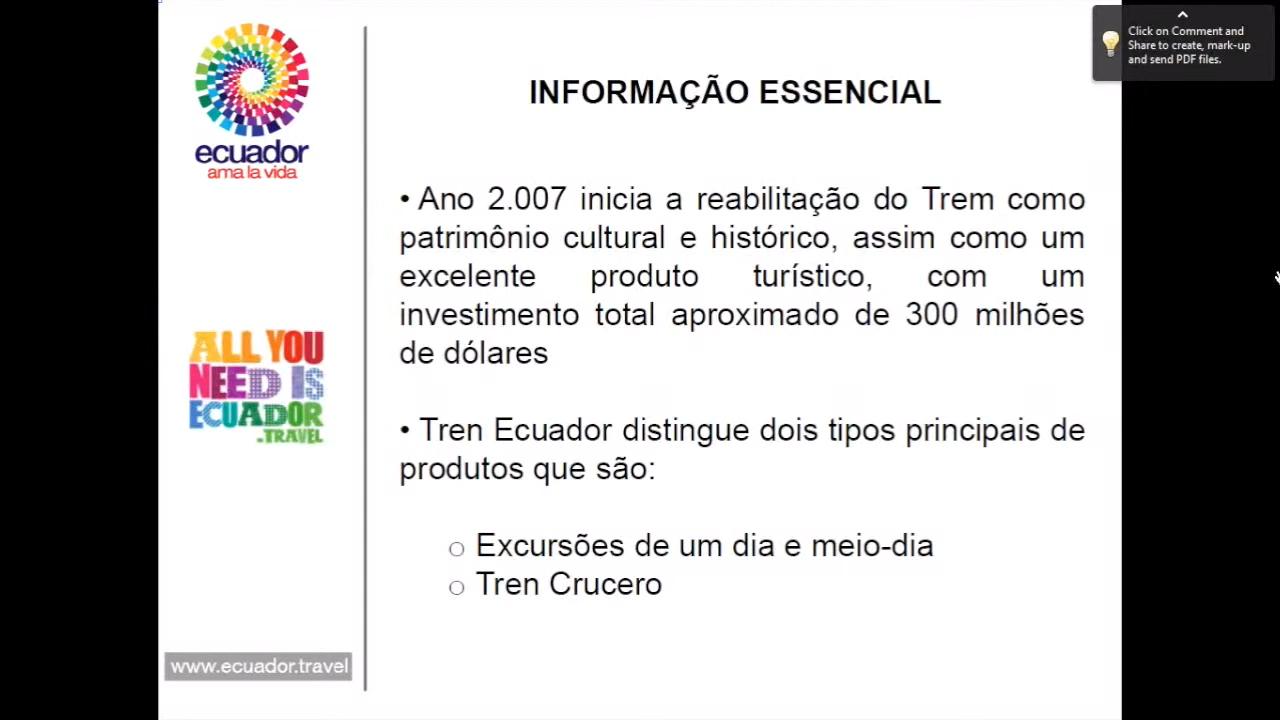 Click on Comment and
Share to create, mark-up
and send PDF files.
ecuador
ama la vida
INFORMAÇÃO ESSENCIAL
• Ano 2.007 inicia a reabilitação do Trem como
patrimônio cultural e histórico, assim como um
excelente produto turístico, com um
investimento total aproximado de 300 milhões
de dólares
ALL YOU
NEED IS
ECUADOR
.TRAVEL
• Tren Ecuador distingue dois tipos principais de
produtos que são:
o Excursões de um dia e meio-dia
o Tren Crucero
www.ecuador.travel